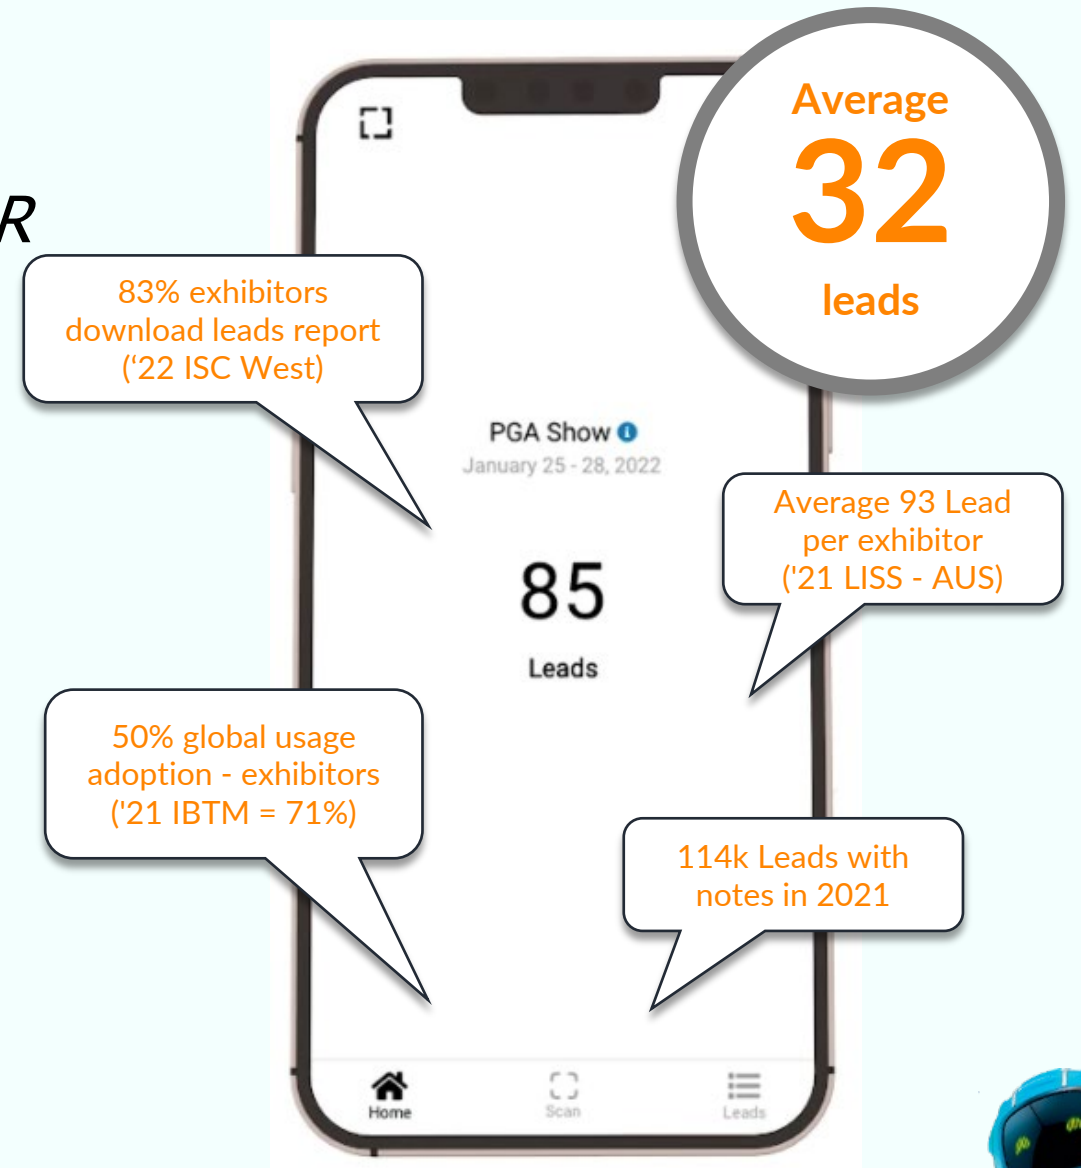 Average
32
leads
R
83% exhibitors
download leads report
(‘22 ISC West)
PGA Show
January 25 - 28, 2022
85
Leads
Average 93 Lead
per exhibitor
('21 LISS - AUS)
50% global usage
adoption - exhibitors
('21 IBTM = 71%)
114k Leads with
notes in 2021
Home
Scan
Leads